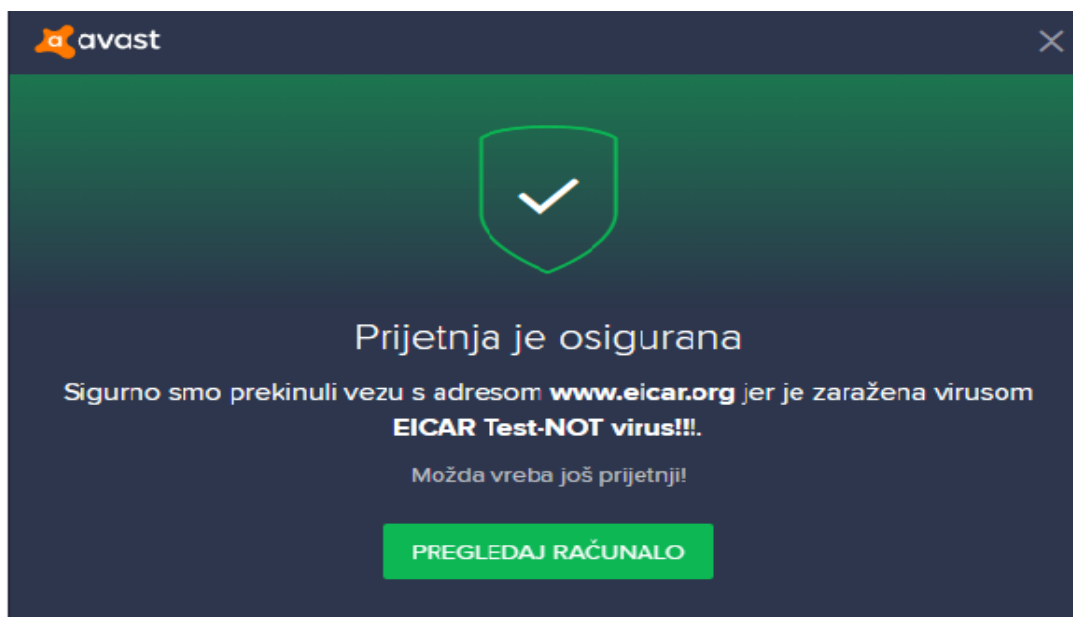 avast
Prijetnja je osigurana
Sigurno smo prekinuli vezu s adresom www.eicar.org jer je zaražena virusom
EICAR Test-NOT virus!!!.
Možda vreba još prijetnji!
PREGLEDAJ RAČUNALO